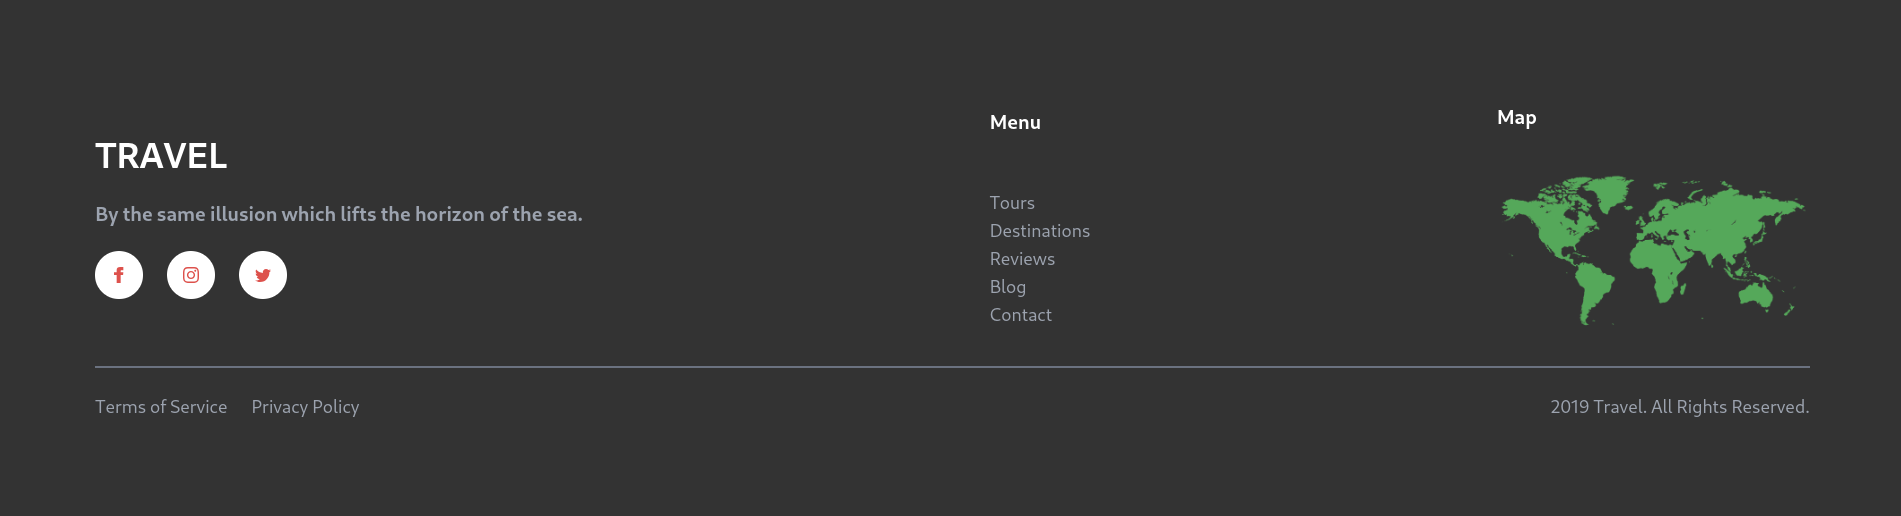 TRAVEL
By the same illusion which lifts the horizon of the sea.
Menu
Tours
Destinations
Reviews
Blog
Contact
Map
Terms of Service
Privacy Policy
2019 Travel. All Rights Reserved.